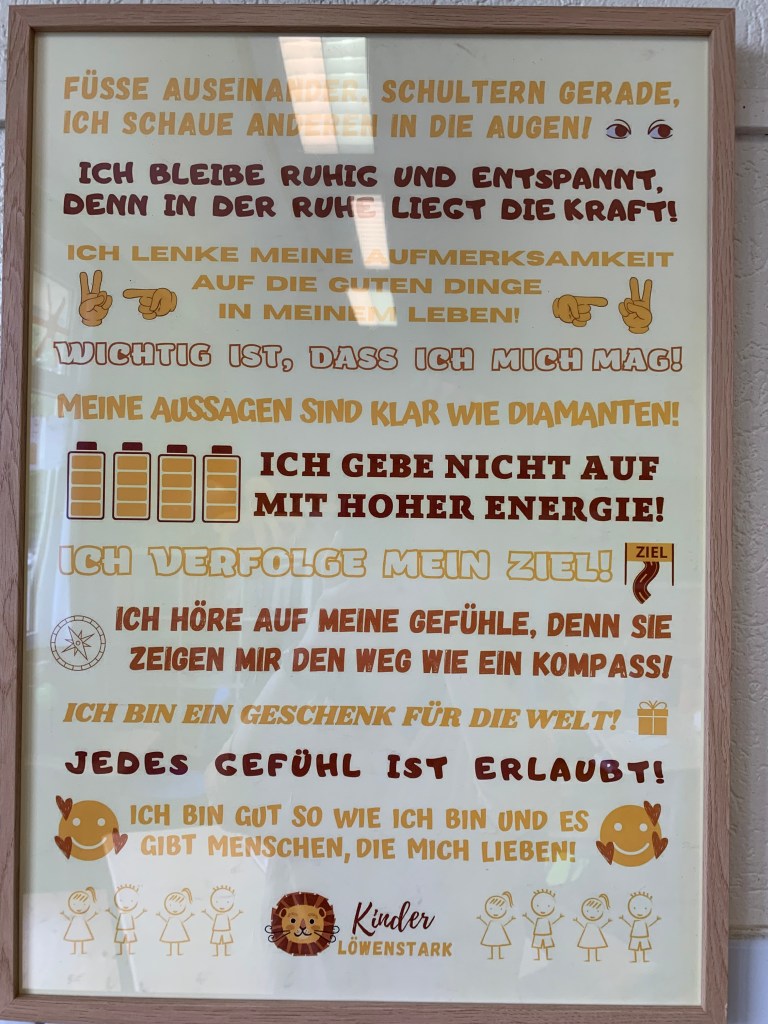 FÜSSE AUSEINANDER, SCHULTERN GERADE,
ICH SCHAUE ANDEREN IN DIE AUGEN!
ICH BLEIBE RUHIG UND ENTSPANNT,
DENN IN DER RUHE LIEGT DIE KRAFT!
ICH LENKE MEINE AUFMERKSAMKEIT
AUF DIE GUTEN DINGE
IN MEINEM LEBEN!
WICHTIG IST, DASS ICH MICH MAG!
MEINE AUSSAGEN SIND KLAR WIE DIAMANTEN!
ICH GEBE NICHT AUF
MIT HOHER ENERGIE!
ICH VERFOLGE MEIN ZIEL!
ZIEL
ICH HÖRE AUF MEINE GEFÜHLE, DENN SIE
ZEIGEN MIR DEN WEG WIE EIN KOMPASS!
ICH BIN EIN GESCHENK FÜR DIE WELT!
JEDES GEFÜHL IST ERLAUBT!
ICH BIN GUT SO WIE ICH BIN UND ES
GIBT MENSCHEN, DIE MICH LIEBEN!
Kinder
LÖWENSTARK